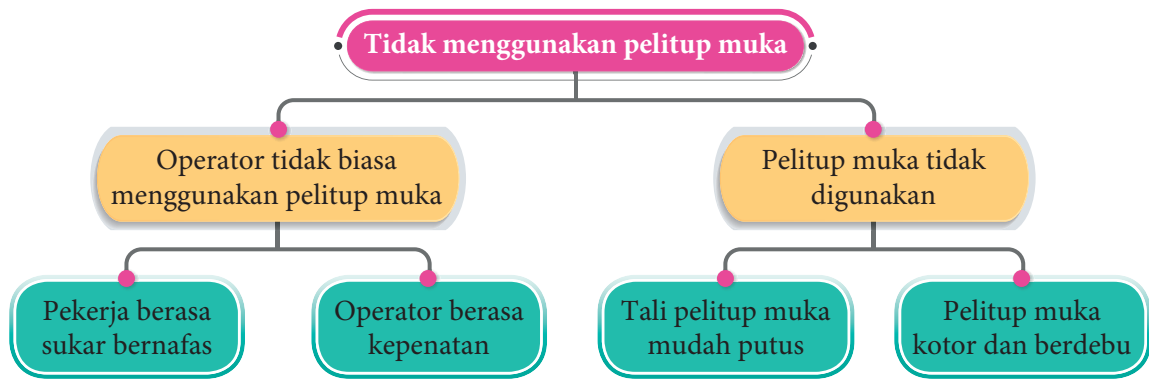 Tidak menggunakan pelitup muka
Operator tidak biasa
menggunakan pelitup muka
Pelitup muka tidak
digunakan
Pekerja berasa
sukar bernafas
Operator berasa
kepenatan
Tali pelitup muka
mudah putus
Pelitup muka
kotor dan berdebu